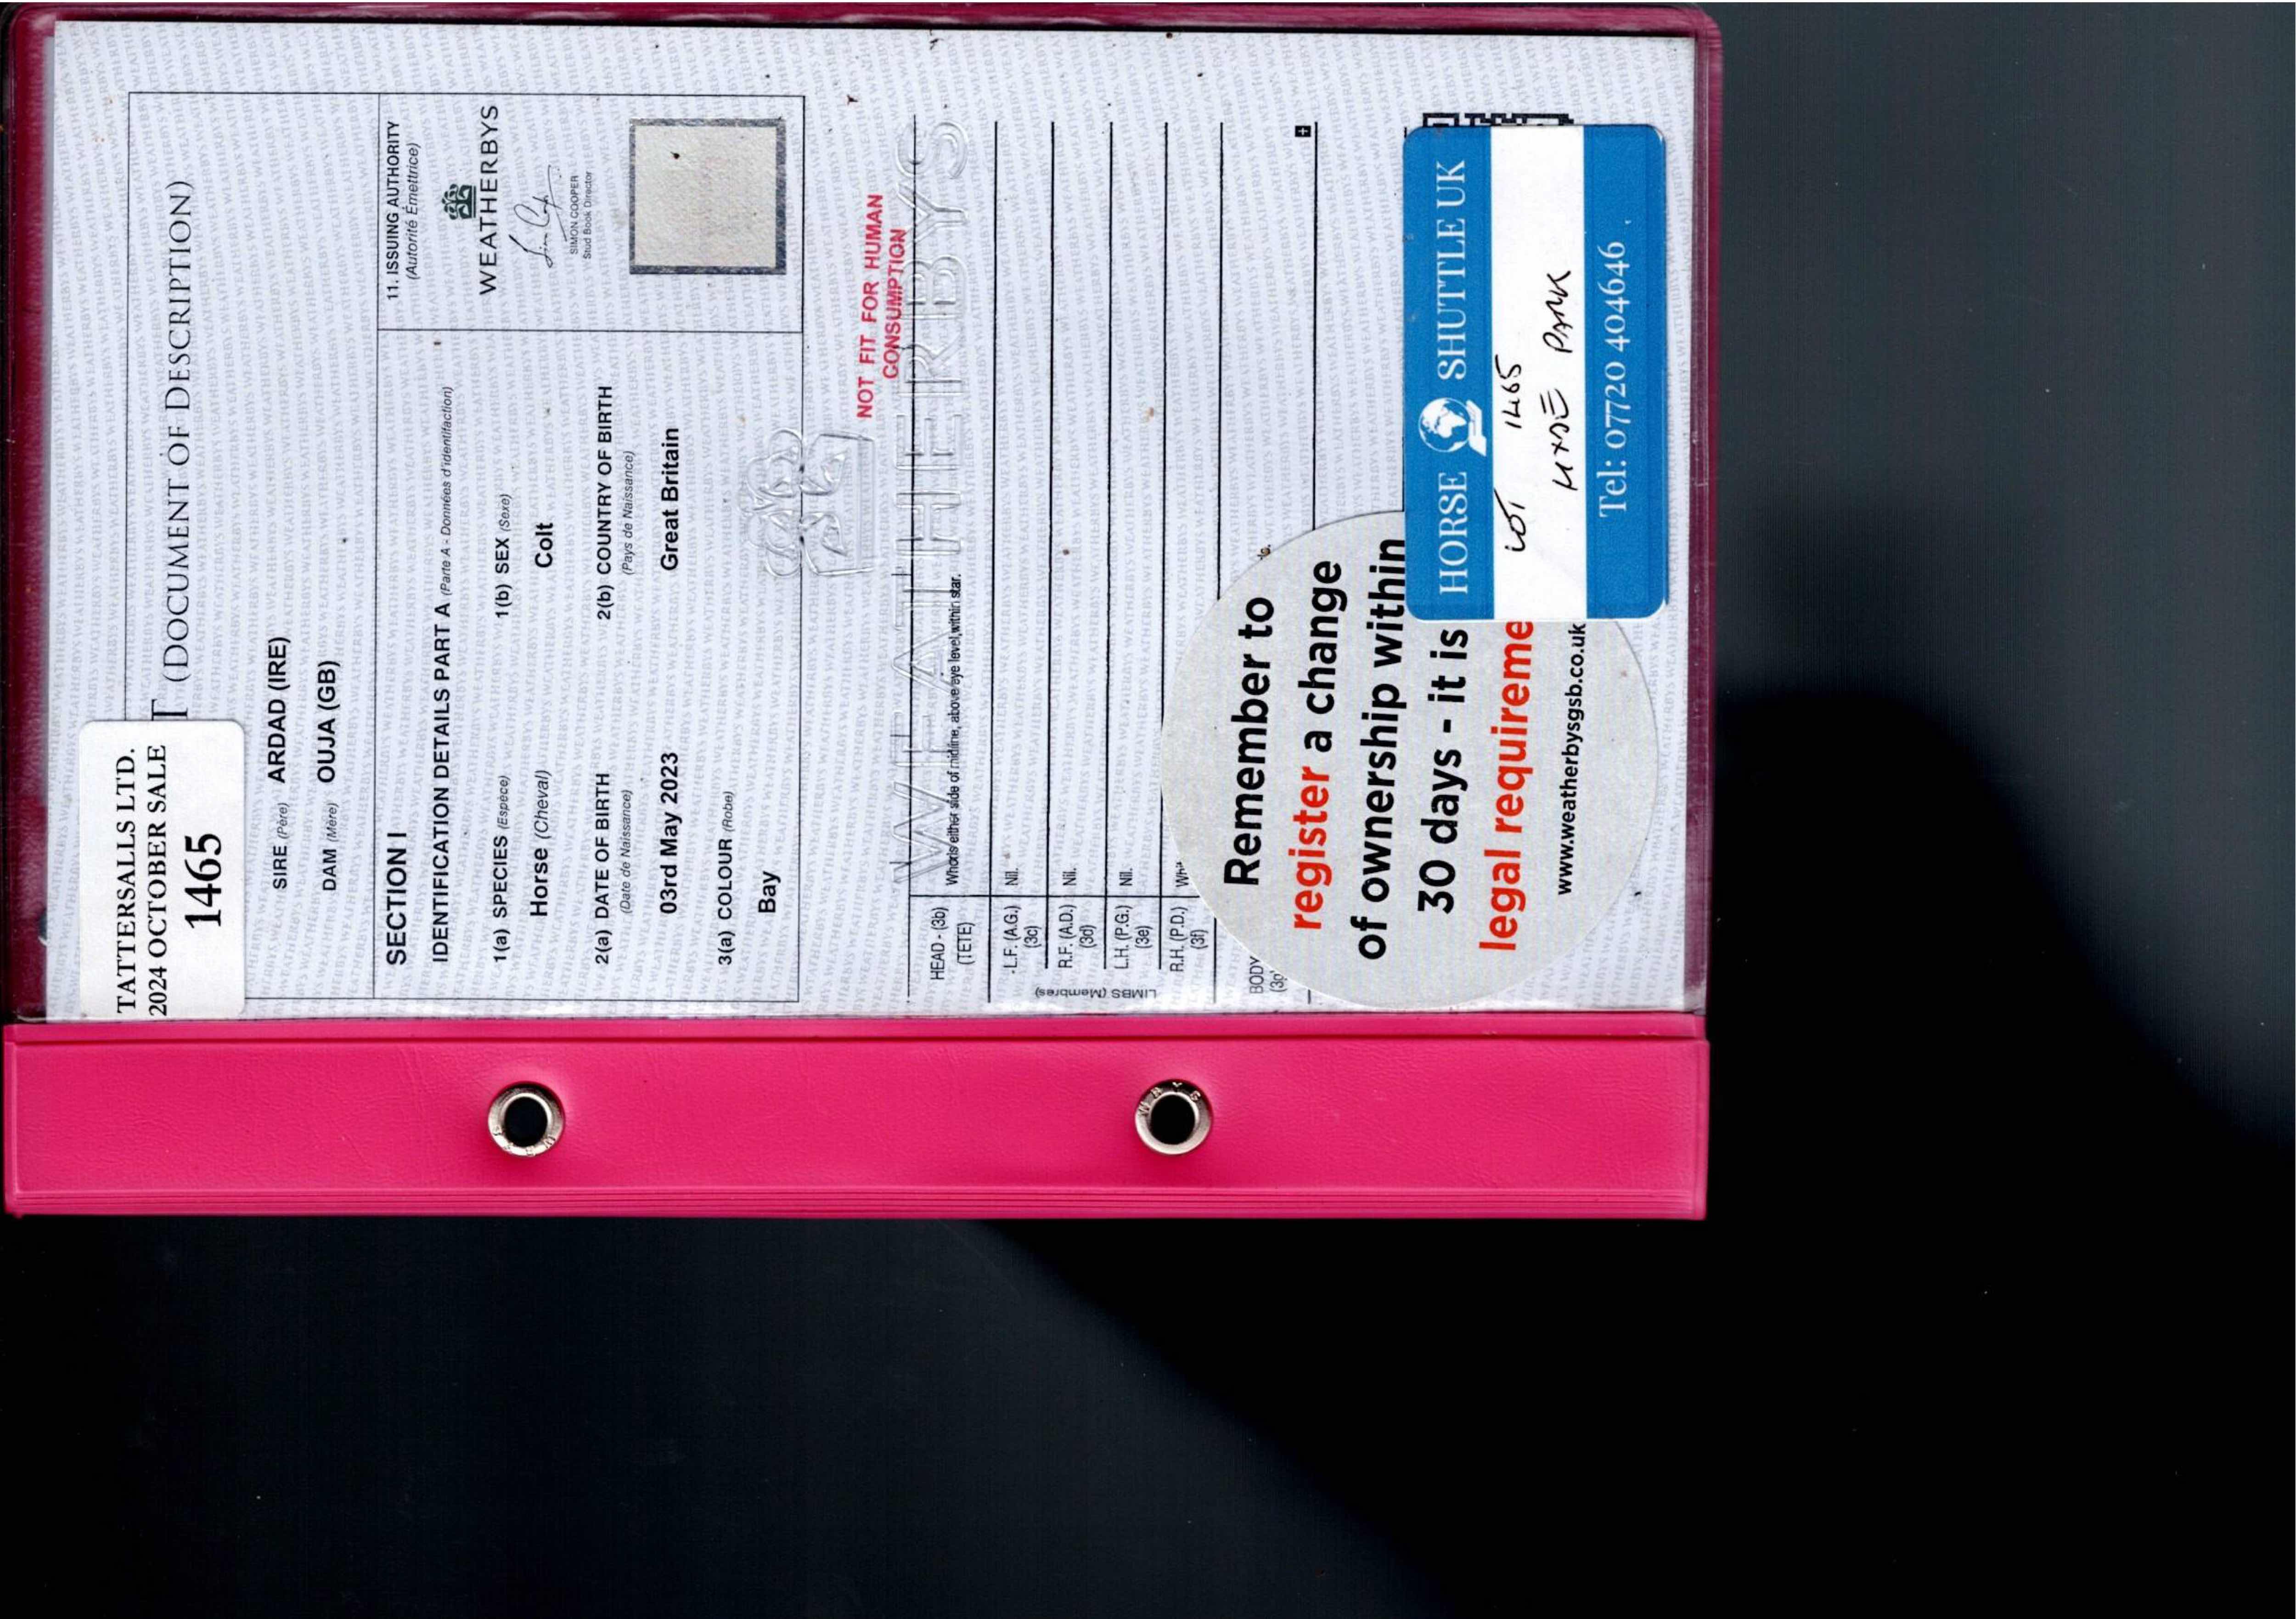 TATTERSALLS LTD.
2024 OCTOBER SALE
1465
T (DOCUMENT OF DESCRIPTION)
SIRE (Père) ARDAD (IRE)
DAM (Mère) OUJA (GB)
SECTION I
IDENTIFICATION DETAILS PART A (Parte A - Données d'identifaction)
1(a) SPECIES (Espèce)
Horse (Cheval)
1(b) SEX (Sexe)
Colt
2(a) DATE OF BIRTH
(Date de Naissance)
03rd May 2023
2(b) COUNTRY OF BIRTH
(Pays de Naissance)
Great Britain
3(a) COLOUR (Robe)
Bay
11. ISSUING AUTHORITY
(Autorité Émettrice)
WEATHERBYS
SIMON COOPER
Stud Book Director
NOT FIT FOR HUMAN
CONSUMPTION
WEATHERBYS
HEAD - (3b)
(TETE)
Whorls either side of midline, above eye level, within star.
LIMBS (Membres)
L.F. (A.G.)
(3c)
Nil.
R.F. (A.D.)
(3d)
Nil.
L.H. (P.G.)
(3e)
Nil.
R.H. (P.D.)
(3f)
BODY
Remember to
register a change
of ownership within
30 days - it is
legal requireme
www.weatherbysgsb.co.uk
HORSE SHUTTLE UK
LOT 1465
HYDE PARK
Tel: 07720 404646